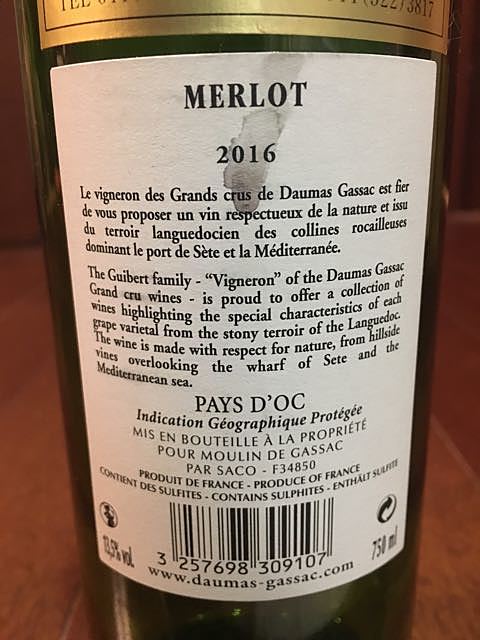 MERLOT
2016
Le vigneron des Grands crus de Daumas Gassac est fier
de vous proposer un vin respectueux de la nature et issu
du terroir languedocien des collines rocailleuses
dominant le port de Sète et la Méditerranée.
The Guibert family - “Vigneron” of the Daumas Gassac
Grand cru wines - is proud to offer a collection of
wines highlighting the special characteristics of each
grape varietal from the stony terroir of the Languedoc.
The wine is made with respect for nature, from hillside
vines overlooking the wharf of Sete and the
Mediterranean sea.
PAYS D'OC
Indication Géographique Protégée
MIS EN BOUTEILLE À LA PROPRIÉTÉ
POUR MOULIN DE GASSAC
PAR SACO - F34850
PRODUIT DE FRANCE - PRODUCE OF FRANCE
CONTIENT DES SULFITES - CONTAINS SULPHITES - ENTHÄLT SULFITE
13,5% vol.
750 ml
3 257698 309107
www.daumas-gassac.com